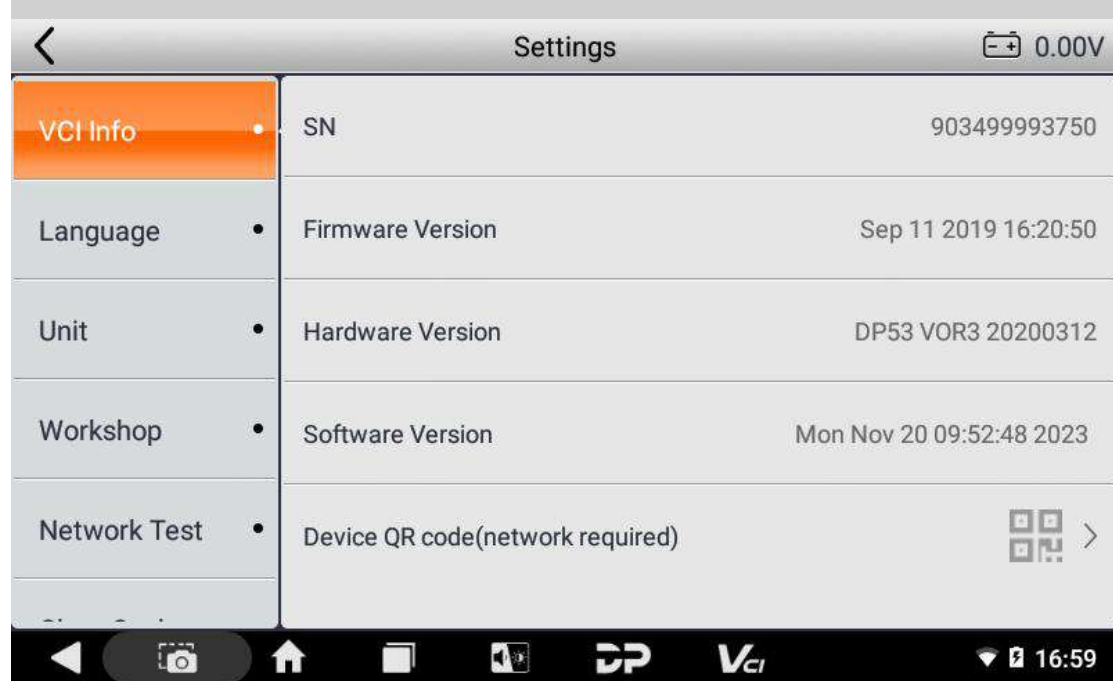 Settings
0.00V
VCI Info
SN
903499993750
Language
Firmware Version
Sep 11 2019 16:20:50
Unit
Hardware Version
DP53 VOR3 20200312
Workshop
Software Version
Mon Nov 20 09:52:48 2023
Network Test
Device QR code(network required)
DP
VCI
16:59